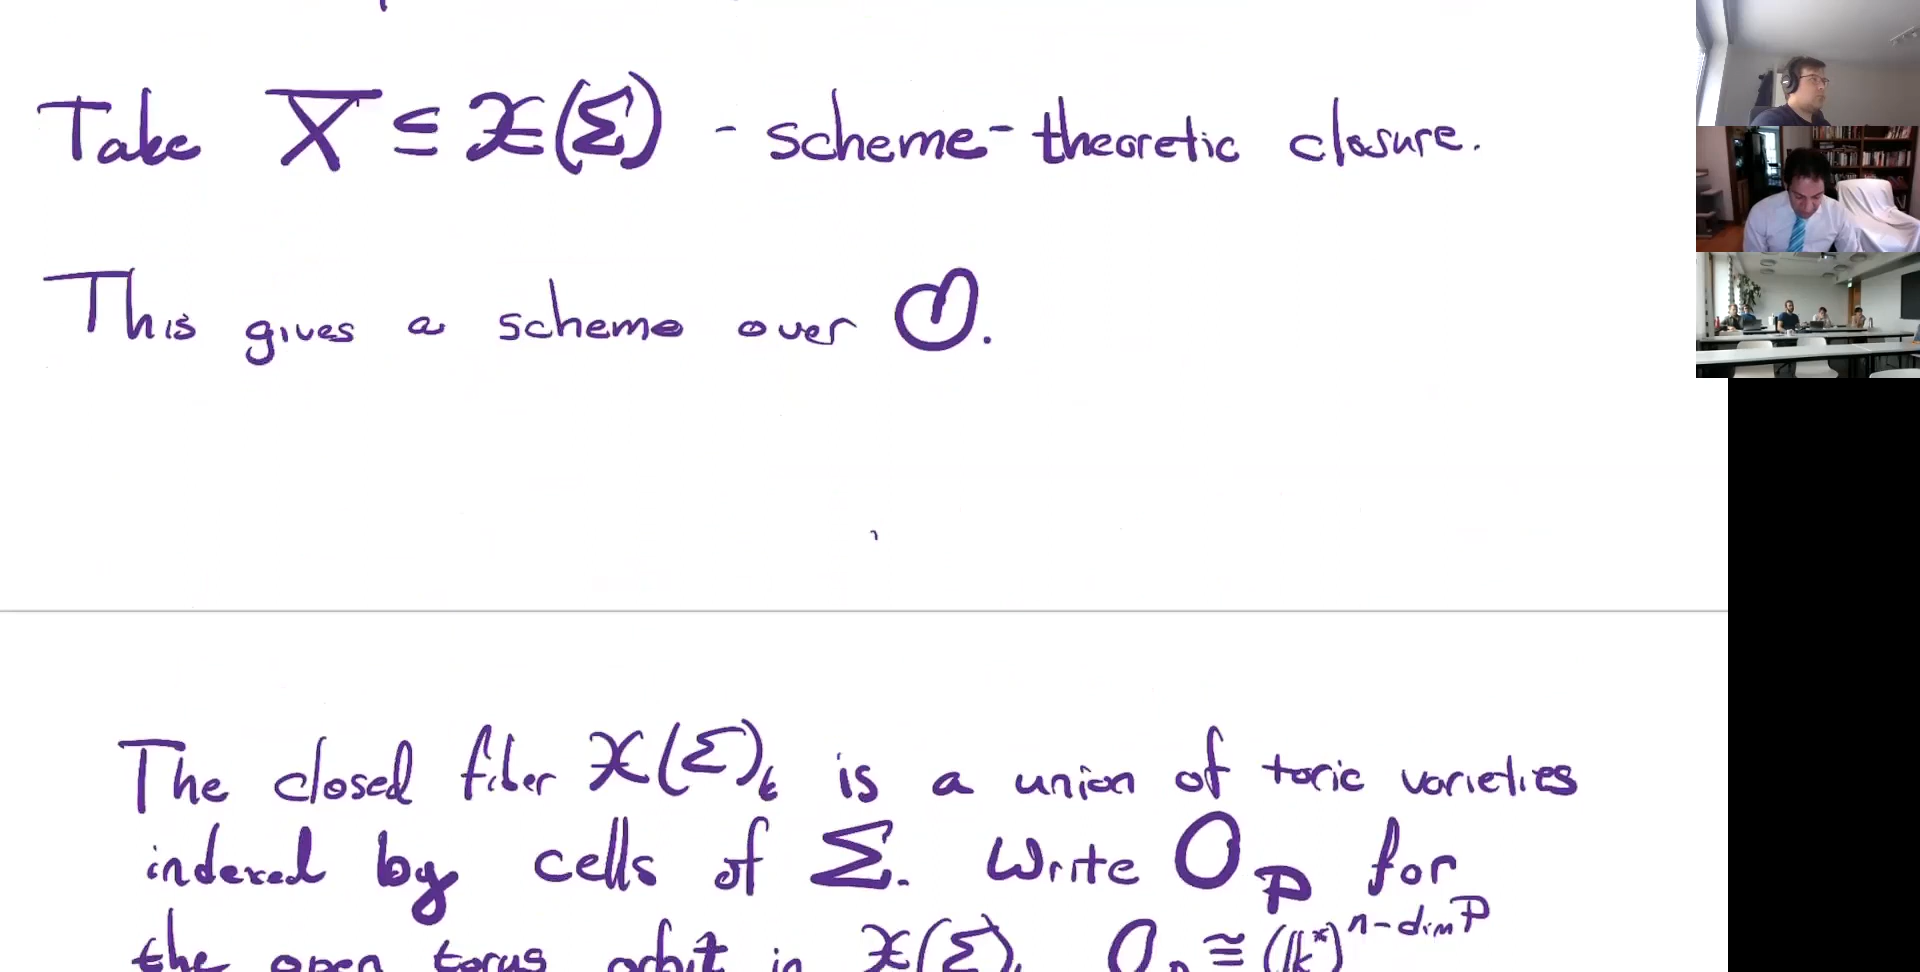 Take X̅ ⊆ 𝒳(Σ) - scheme-theoretic closure.
This gives a scheme over O.
The closed fiber 𝒳(Σ)ₖ is a union of toric varieties
indexed by cells of Σ. Write O_P for
the open torus orbit in 𝒳(Σ)ₖ O_P ≅ (𝕜^×)^{n-dim P}